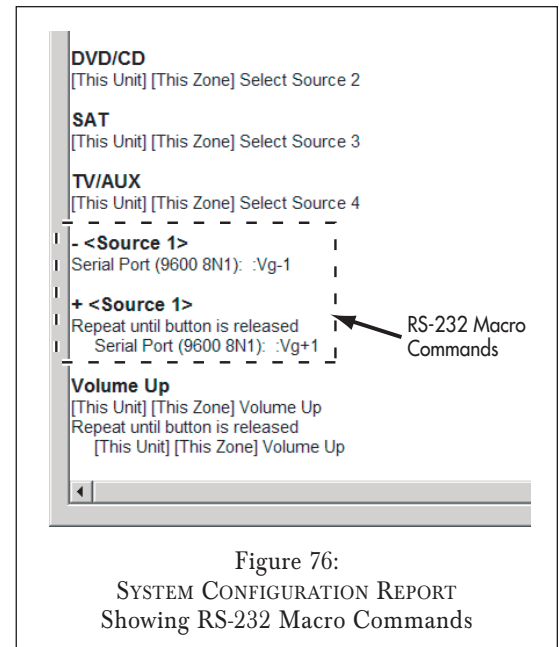 DVD/CD
[This Unit] [This Zone] Select Source 2
SAT
[This Unit] [This Zone] Select Source 3
TV/AUX
[This Unit] [This Zone] Select Source 4
- <Source 1>
Serial Port (9600 8N1): :Vg-1
+ <Source 1>
Repeat until button is released
Serial Port (9600 8N1): :Vg+1
RS-232 Macro
Commands
Volume Up
[This Unit] [This Zone] Volume Up
Repeat until button is released
[This Unit] [This Zone] Volume Up
Figure 76:
SYSTEM CONFIGURATION REPORT
Showing RS-232 Macro Commands